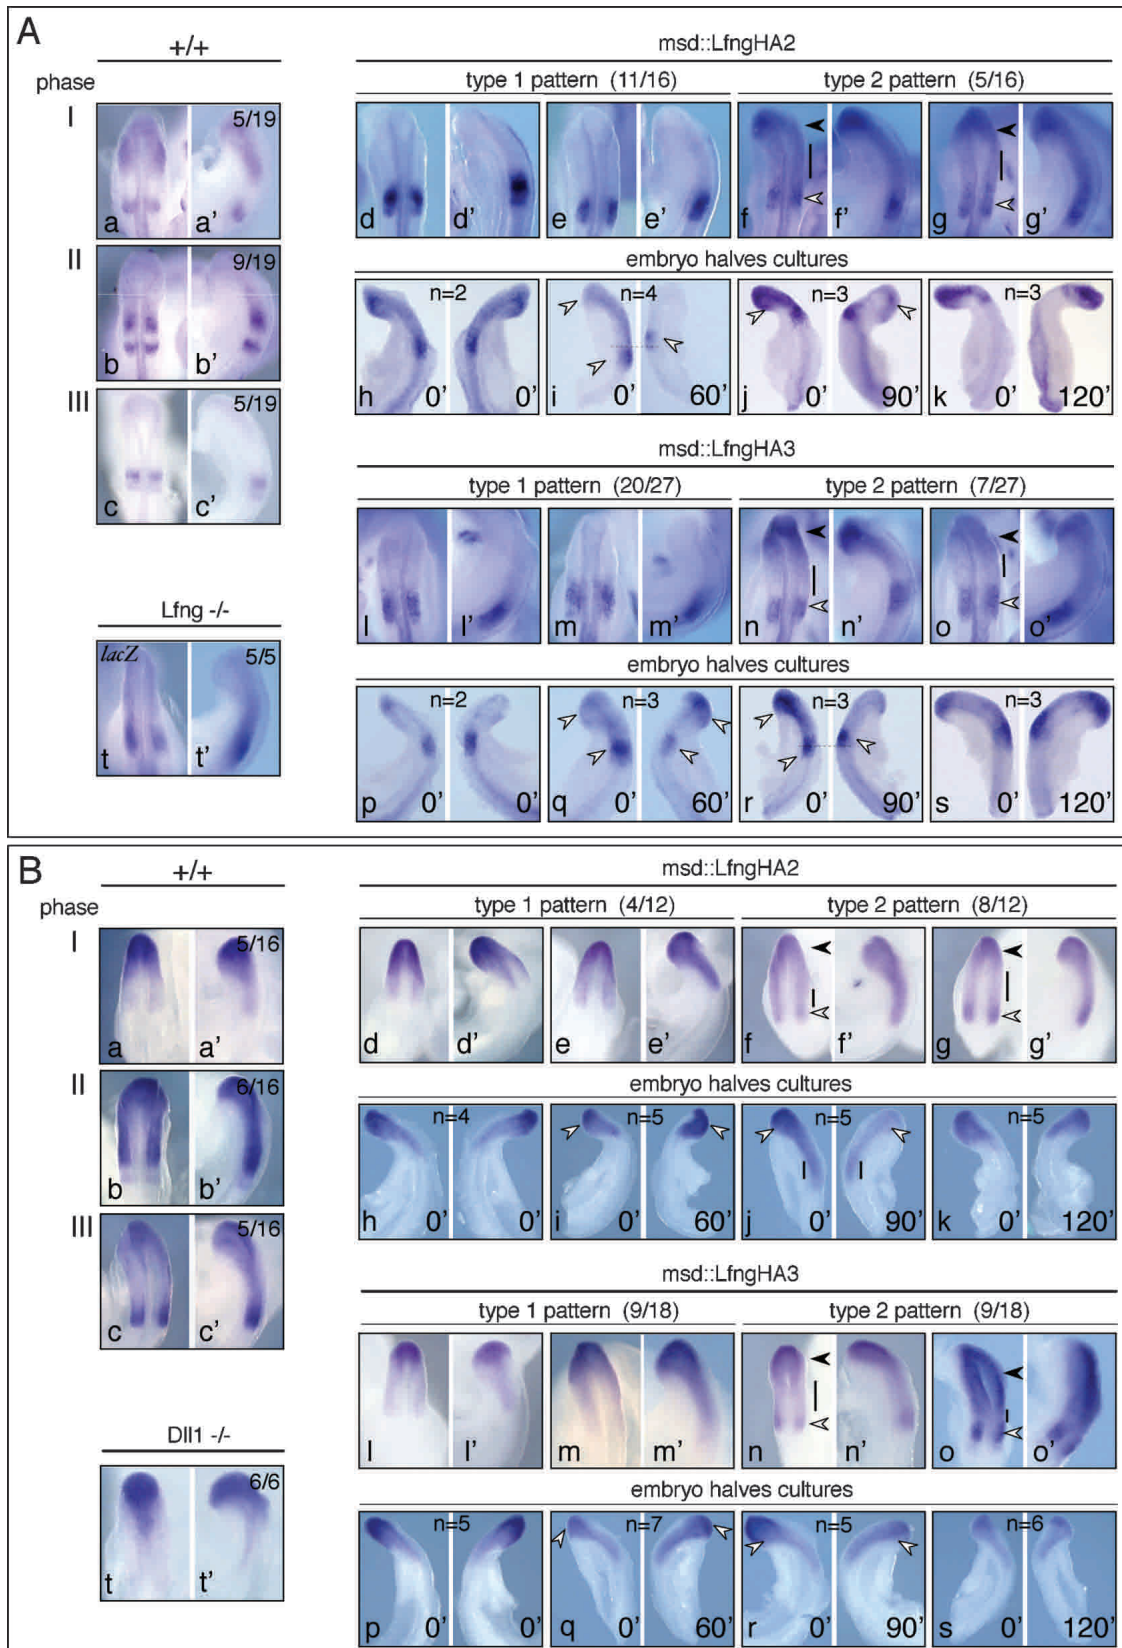 A
+/+
phase
I
5/19
a a'
II
9/19
b b'
III
5/19
c c'
Lfng -/-
lacZ 5/5
t t'
msd::LfngHA2
type 1 pattern (11/16) type 2 pattern (5/16)
d d' e e' f f' g g'
embryo halves cultures
n=2 n=4 n=3 n=3
h 0' 0' i 0' 60' j 0' 90' k 0' 120'
msd::LfngHA3
type 1 pattern (20/27) type 2 pattern (7/27)
l l' m m' n n' o o'
embryo halves cultures
n=2 n=3 n=3 n=3
p 0' 0' q 0' 60' r 0' 90' s 0' 120'
B
+/+
phase
I
5/16
a a'
II
6/16
b b'
III
5/16
c c'
Dll1 -/-
6/6
t t'
msd::LfngHA2
type 1 pattern (4/12) type 2 pattern (8/12)
d d' e e' f f' g g'
embryo halves cultures
n=4 n=5 n=5 n=5
h 0' 0' i 0' 60' j 0' 90' k 0' 120'
msd::LfngHA3
type 1 pattern (9/18) type 2 pattern (9/18)
l l' m m' n n' o o'
embryo halves cultures
n=5 n=7 n=5 n=6
p 0' 0' q 0' 60' r 0' 90' s 0' 120'